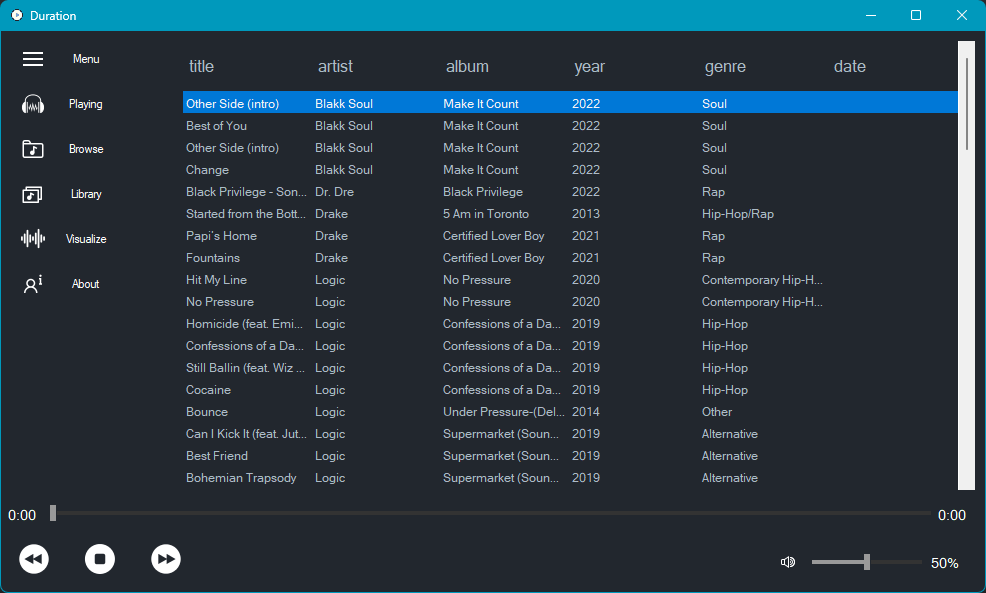 Duration
Menu
Playing
Browse
Library
Visualize
About
title artist album year genre date
Other Side (intro) Blakk Soul Make It Count 2022 Soul
Best of You Blakk Soul Make It Count 2022 Soul
Other Side (intro) Blakk Soul Make It Count 2022 Soul
Change Blakk Soul Make It Count 2022 Soul
Black Privilege - Son... Dr. Dre Black Privilege 2022 Rap
Started from the Bott... Drake 5 Am in Toronto 2013 Hip-Hop/Rap
Papi's Home Drake Certified Lover Boy 2021 Rap
Fountains Drake Certified Lover Boy 2021 Rap
Hit My Line Logic No Pressure 2020 Contemporary Hip-H...
No Pressure Logic No Pressure 2020 Contemporary Hip-H...
Homicide (feat. Emi... Logic Confessions of a Da... 2019 Hip-Hop
Confessions of a Da... Logic Confessions of a Da... 2019 Hip-Hop
Still Ballin (feat. Wiz ... Logic Confessions of a Da... 2019 Hip-Hop
Cocaine Logic Confessions of a Da... 2019 Hip-Hop
Bounce Logic Under Pressure-(Del... 2014 Other
Can I Kick It (feat. Jut... Logic Supermarket (Soun... 2019 Alternative
Best Friend Logic Supermarket (Soun... 2019 Alternative
Bohemian Trapsody Logic Supermarket (Soun... 2019 Alternative
0:00 0:00
50%